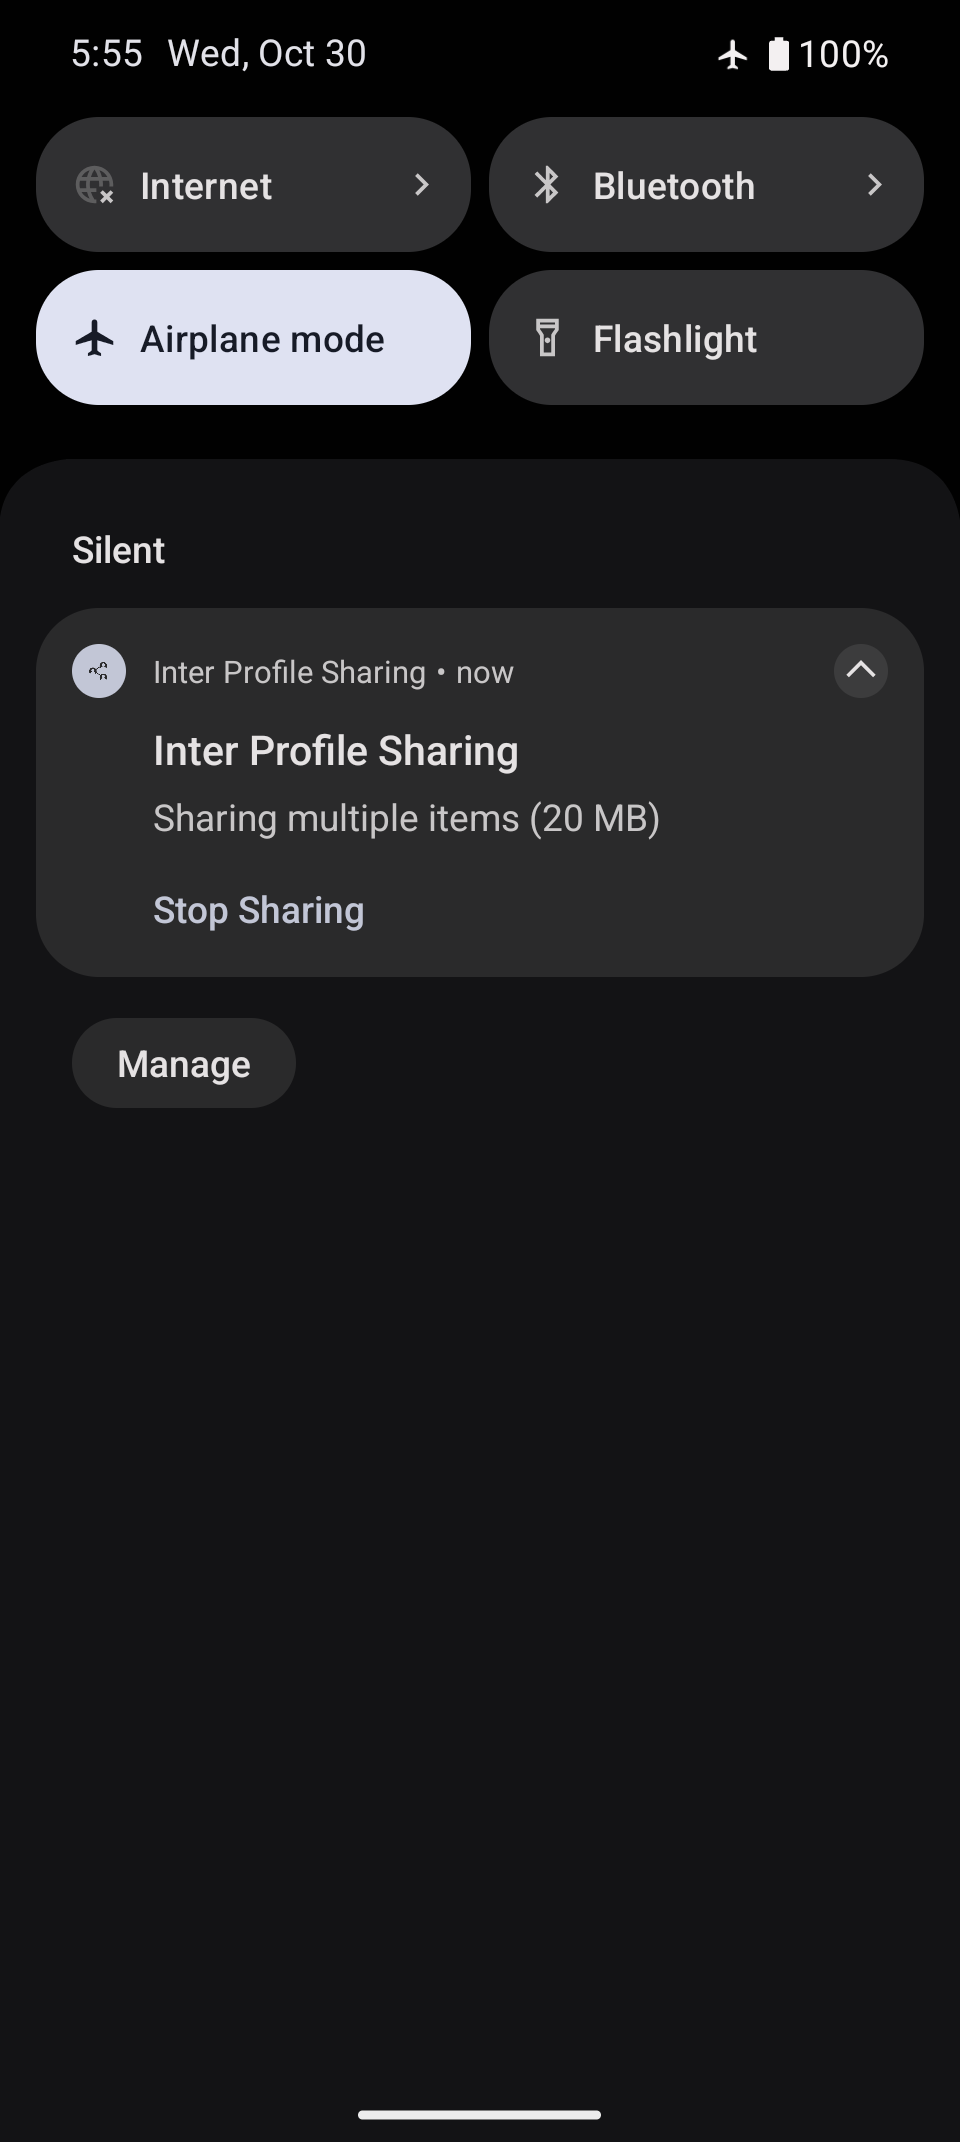 5:55 Wed, Oct 30 100%
Internet Bluetooth
Airplane mode Flashlight
Silent
Inter Profile Sharing • now
Inter Profile Sharing
Sharing multiple items (20 MB)
Stop Sharing
Manage